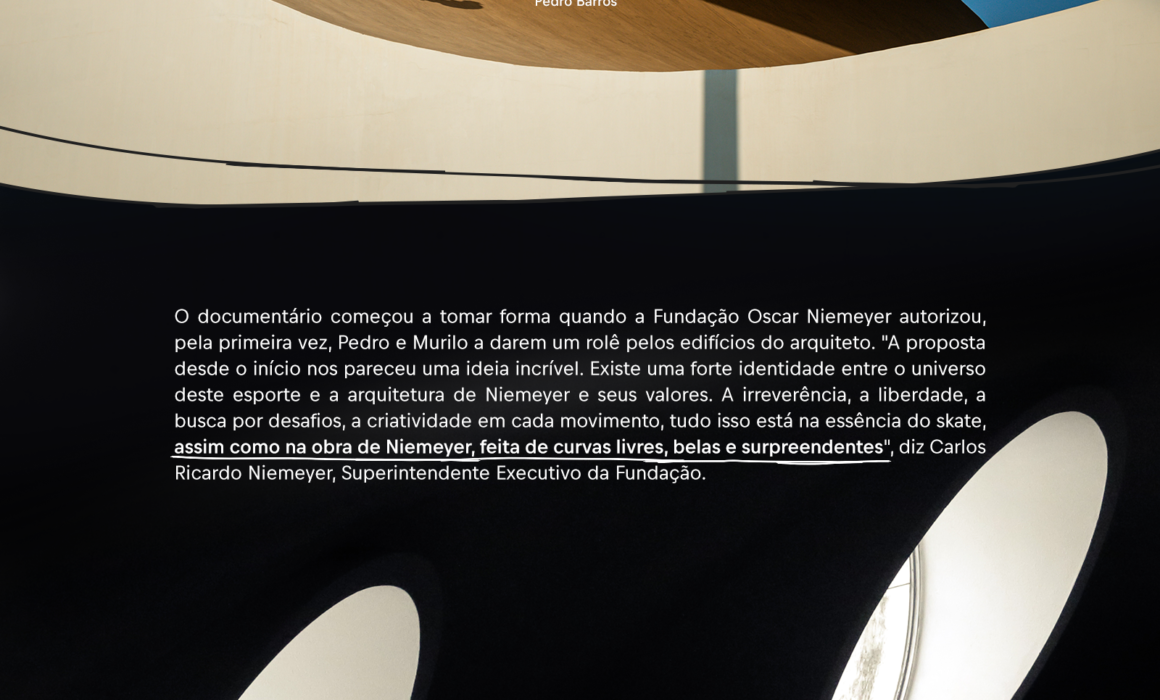 Pedro Barros
O documentário começou a tomar forma quando a Fundação Oscar Niemeyer autorizou,
pela primeira vez, Pedro e Murilo a darem um rolê pelos edifícios do arquiteto. "A proposta
desde o início nos pareceu uma ideia incrível. Existe uma forte identidade entre o universo
deste esporte e a arquitetura de Niemeyer e seus valores. A irreverência, a liberdade, a
busca por desafios, a criatividade em cada movimento, tudo isso está na essência do skate,
assim como na obra de Niemeyer, feita de curvas livres, belas e surpreendentes", diz Carlos
Ricardo Niemeyer, Superintendente Executivo da Fundação.